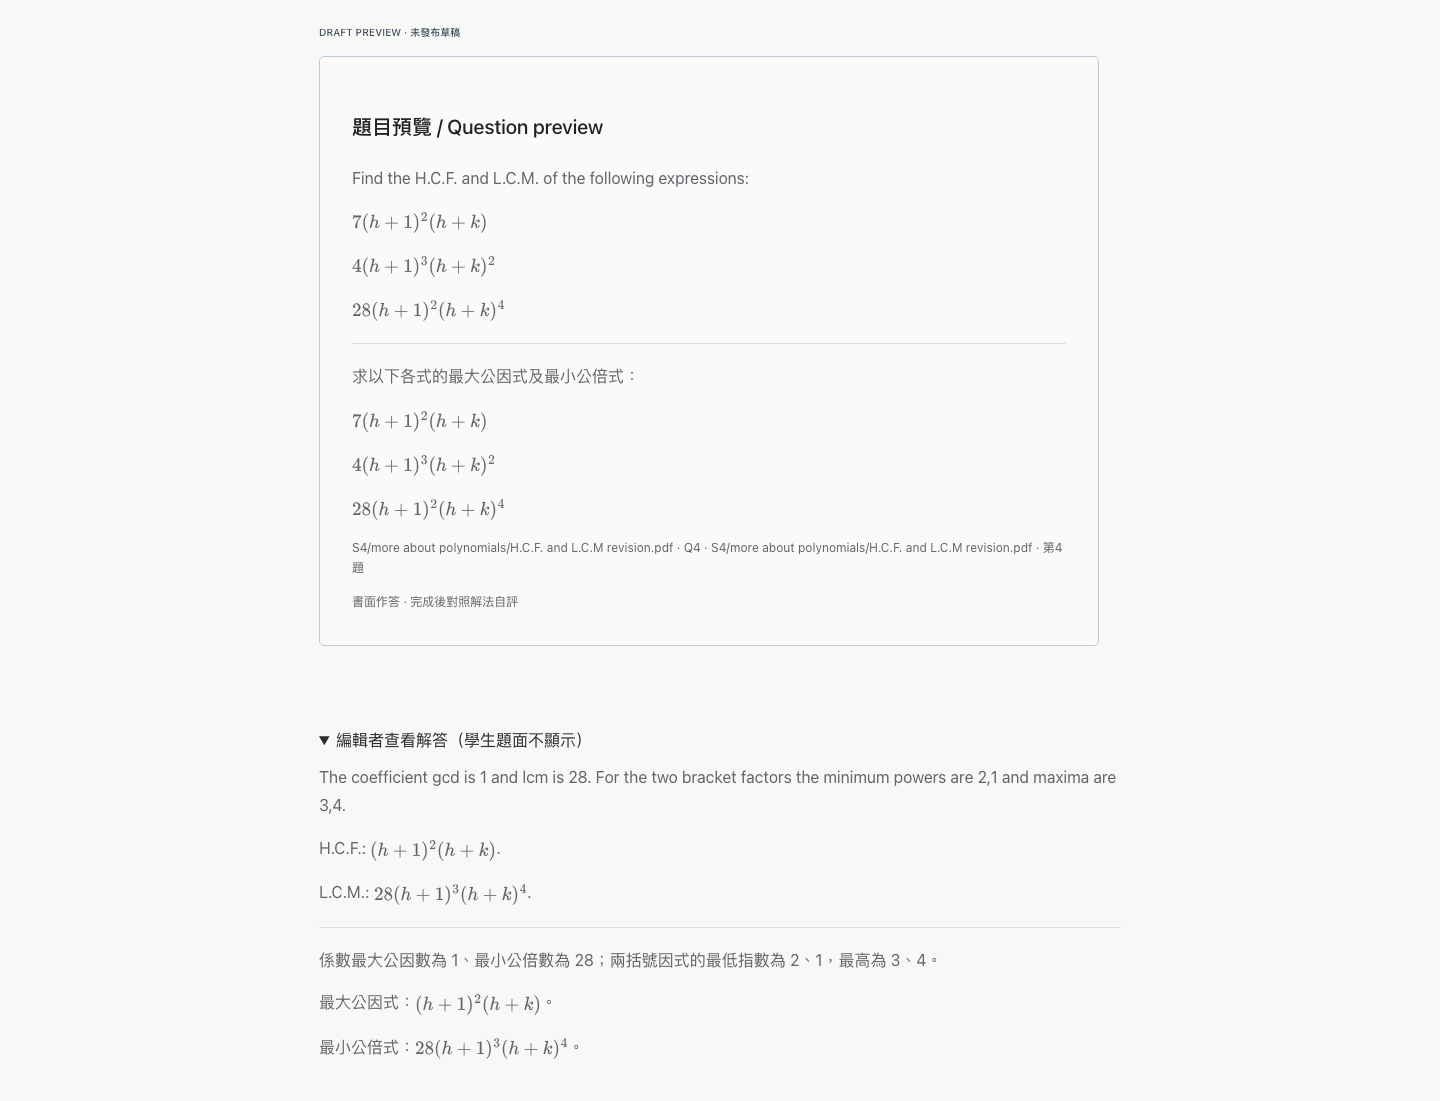 DRAFT PREVIEW · 未發布草稿
題目預覽 / Question preview
Find the H.C.F. and L.C.M. of the following expressions:
7(h + 1)²(h + k)
4(h + 1)³(h + k)²
28(h + 1)²(h + k)⁴
求以下各式的最大公因式及最小公倍式：
7(h + 1)²(h + k)
4(h + 1)³(h + k)²
28(h + 1)²(h + k)⁴
S4/more about polynomials/H.C.F. and L.C.M revision.pdf · Q4 · S4/more about polynomials/H.C.F. and L.C.M revision.pdf · 第4
題
書面作答 · 完成後對照解法自評
▼ 編輯者查看解答（學生題面不顯示）
The coefficient gcd is 1 and lcm is 28. For the two bracket factors the minimum powers are 2,1 and maxima are
3,4.
H.C.F.: (h + 1)²(h + k).
L.C.M.: 28(h + 1)³(h + k)⁴.
係數最大公因數為 1、最小公倍數為 28；兩括號因式的最低指數為 2、1，最高為 3、4。
最大公因式：(h + 1)²(h + k)。
最小公倍式：28(h + 1)³(h + k)⁴。